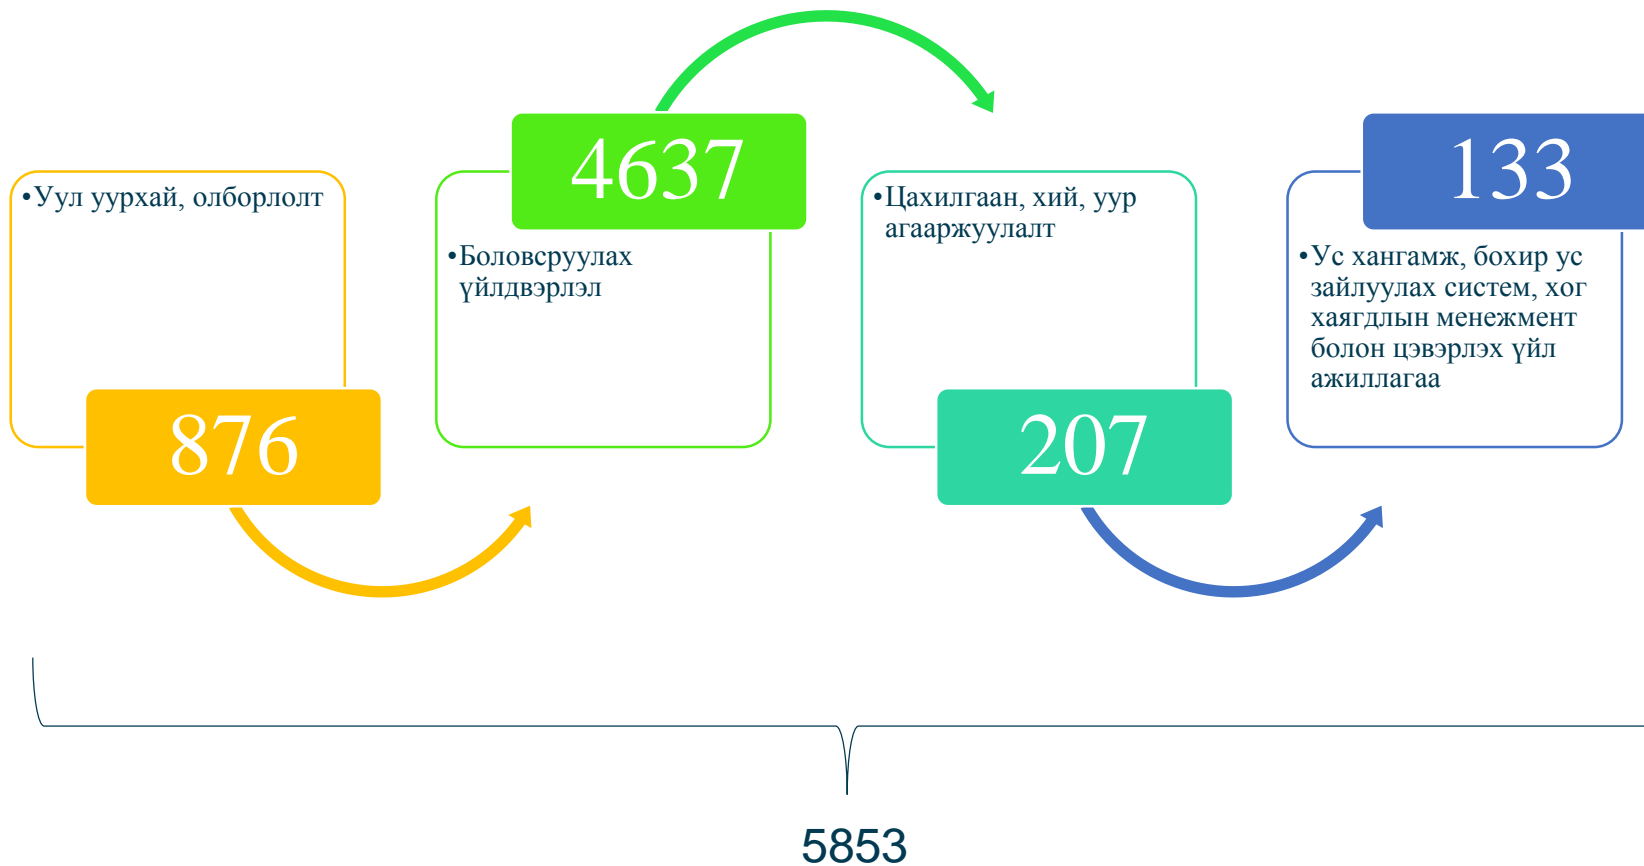 •Уул уурхай, олборлолт
876
4637
•Боловсруулах
үйлдвэрлэл
•Цахилгаан, хий, уур
агааржуулалт
207
133
•Ус хангамж, бохир ус
зайлуулах систем, хог
хаягдлын менежмент
болон цэвэрлэх үйл
ажиллагаа
5853